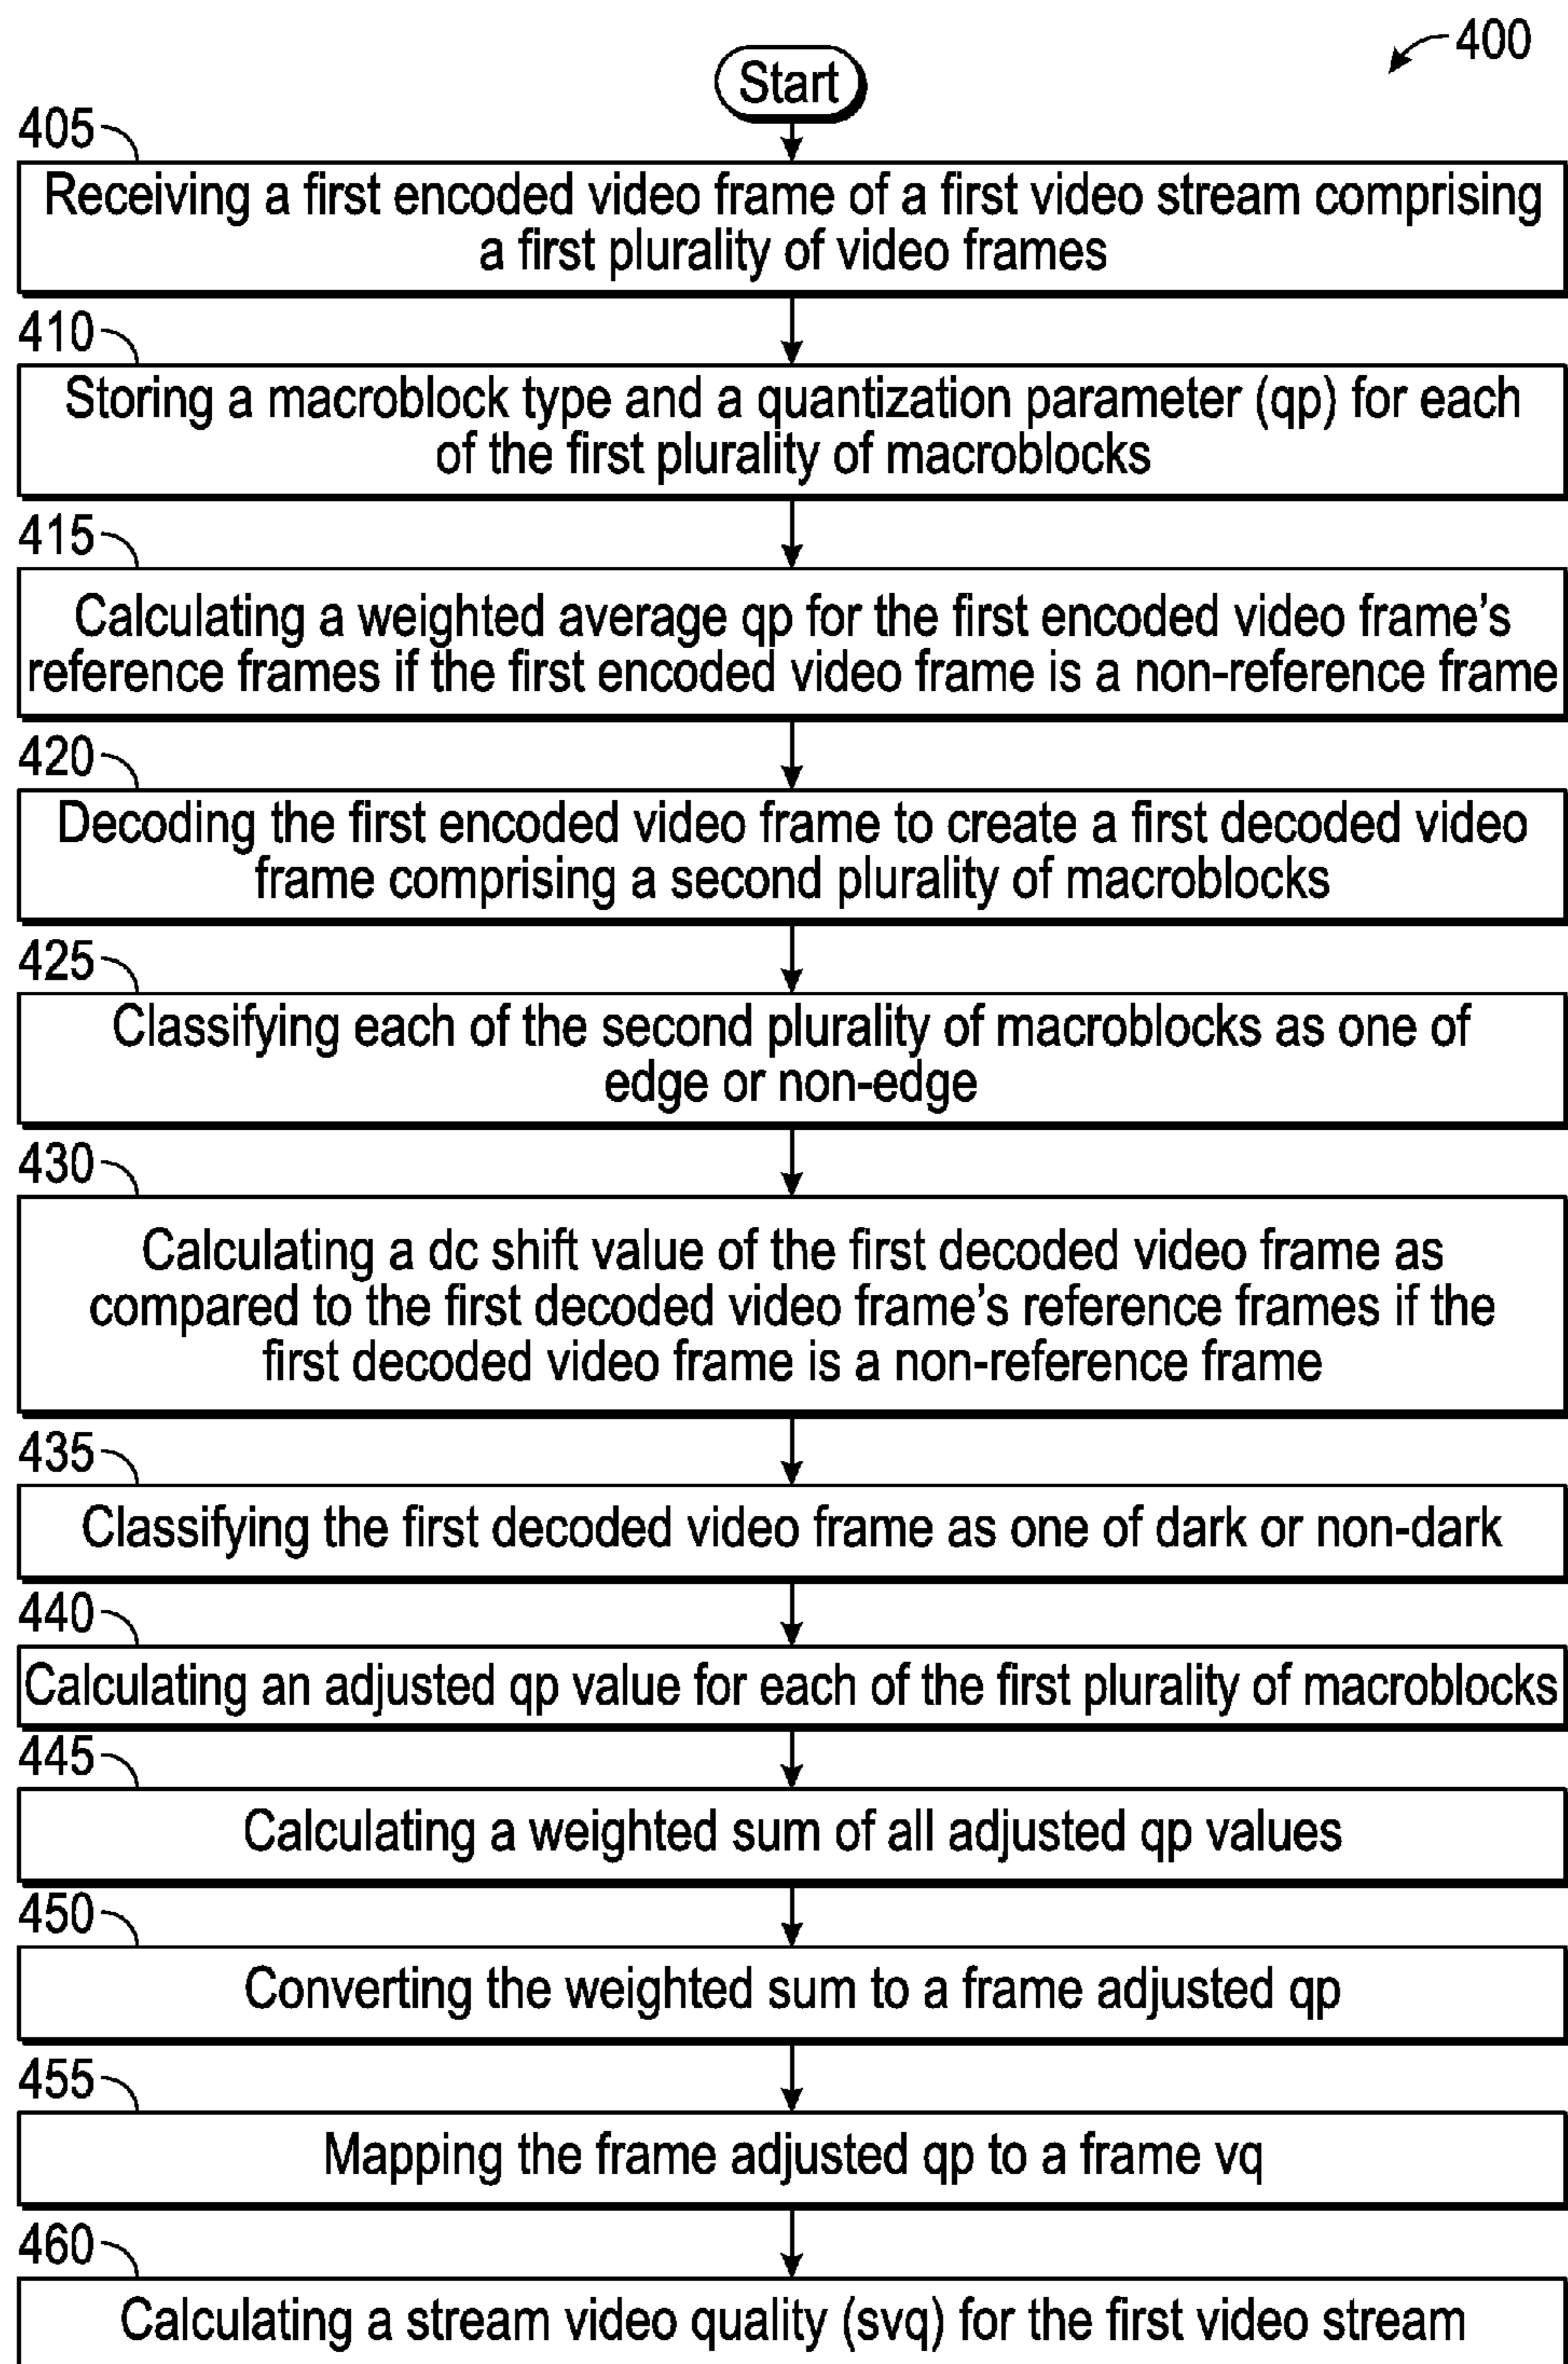 400
Start
405
Receiving a first encoded video frame of a first video stream comprising
a first plurality of video frames
410
Storing a macroblock type and a quantization parameter (qp) for each
of the first plurality of macroblocks
415
Calculating a weighted average qp for the first encoded video frame's
reference frames if the first encoded video frame is a non-reference frame
420
Decoding the first encoded video frame to create a first decoded video
frame comprising a second plurality of macroblocks
425
Classifying each of the second plurality of macroblocks as one of
edge or non-edge
430
Calculating a dc shift value of the first decoded video frame as
compared to the first decoded video frame's reference frames if the
first decoded video frame is a non-reference frame
435
Classifying the first decoded video frame as one of dark or non-dark
440
Calculating an adjusted qp value for each of the first plurality of macroblocks
445
Calculating a weighted sum of all adjusted qp values
450
Converting the weighted sum to a frame adjusted qp
455
Mapping the frame adjusted qp to a frame vq
460
Calculating a stream video quality (svq) for the first video stream